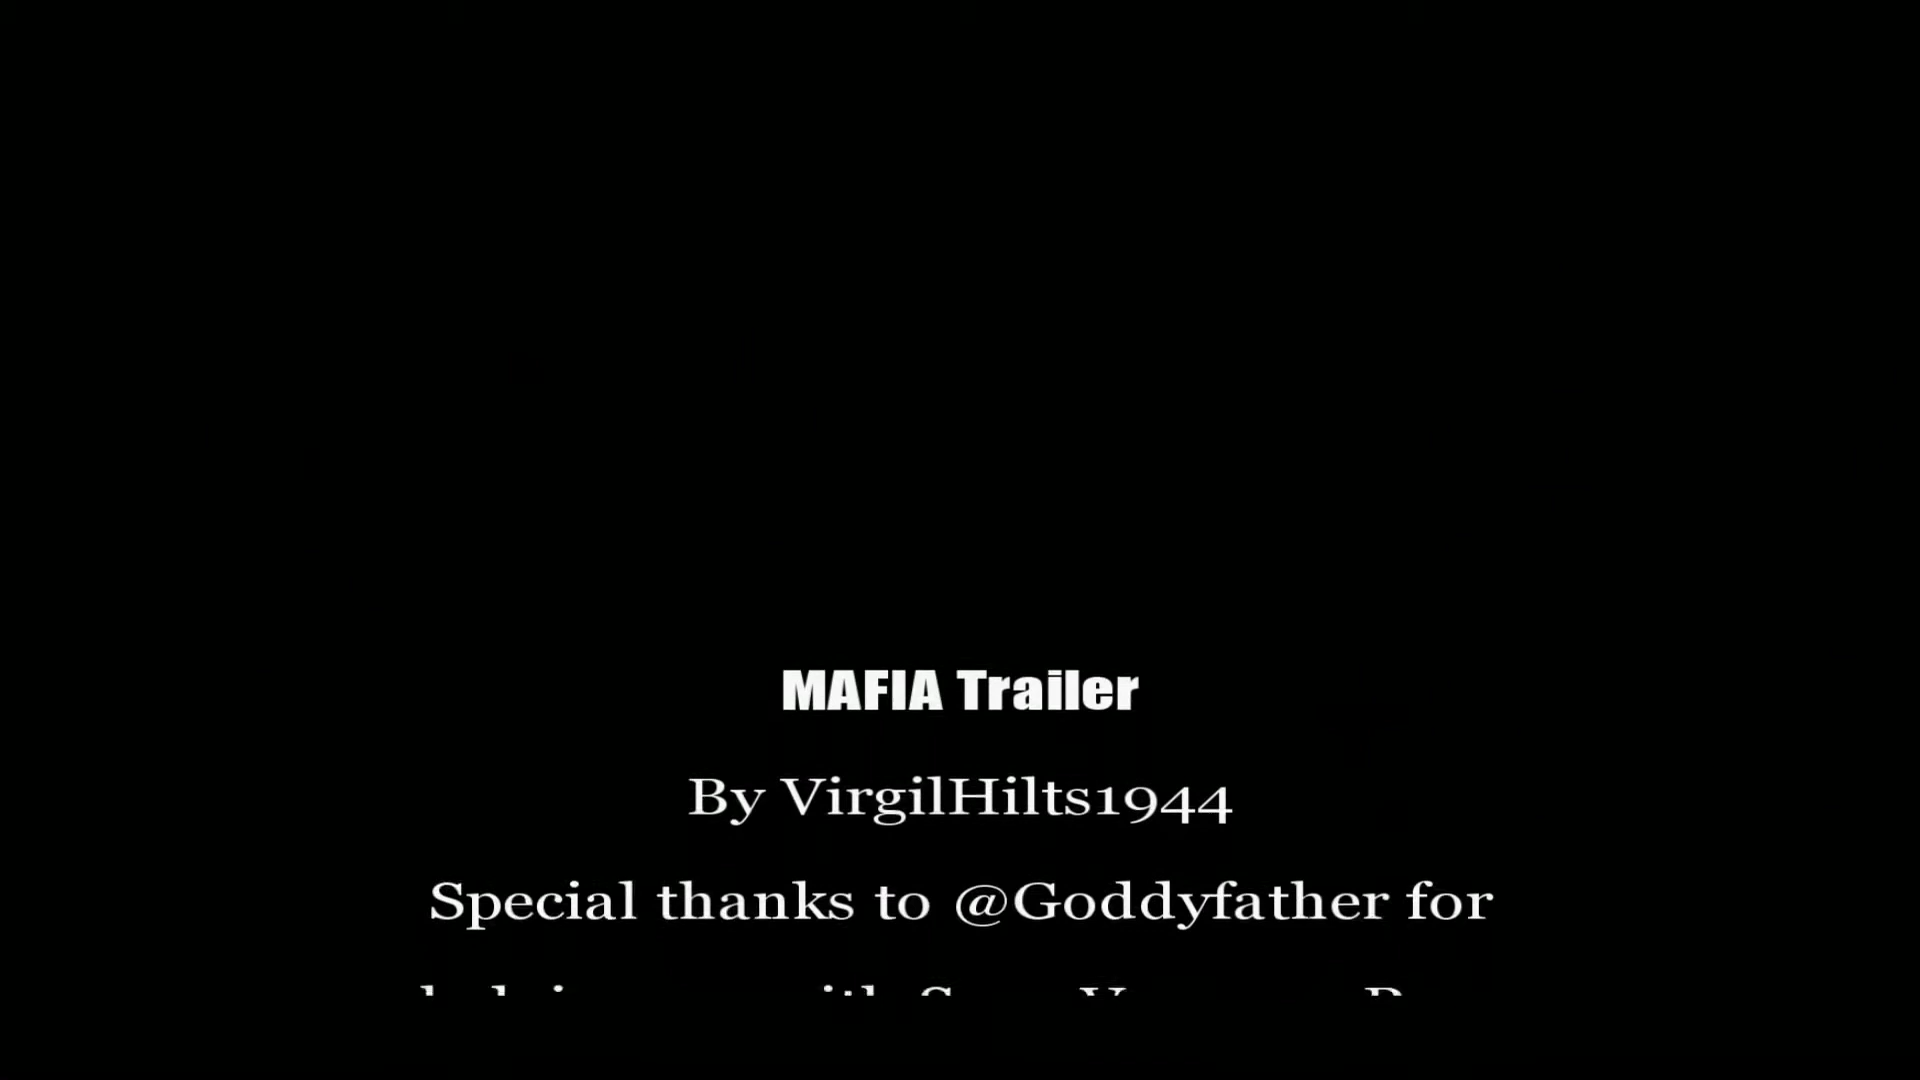 MAFIA Trailer
By VirgilHilts1944
Special thanks to @Goddyfather for